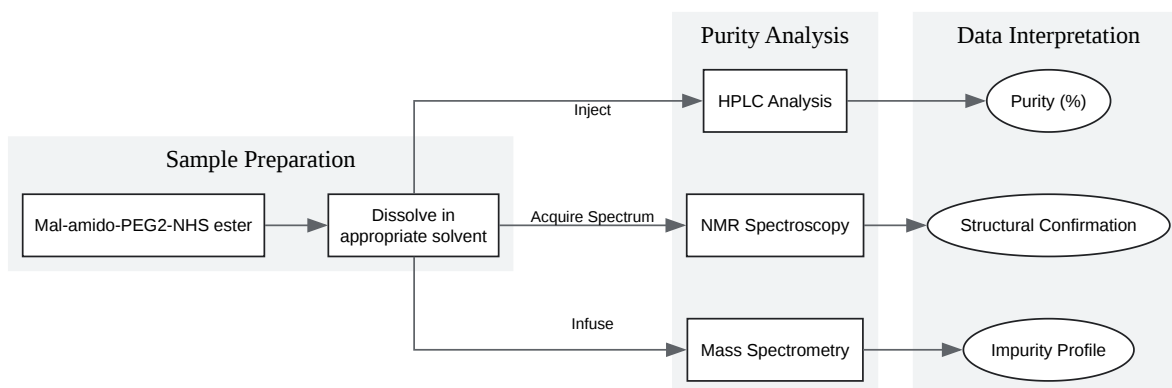 Purity Analysis
Data Interpretation
HPLC Analysis
Purity (%)
Inject
Sample Preparation
Mal-amido-PEG2-NHS ester
Dissolve in
appropriate solvent
Acquire Spectrum
NMR Spectroscopy
Structural Confirmation
Infuse
Mass Spectrometry
Impurity Profile